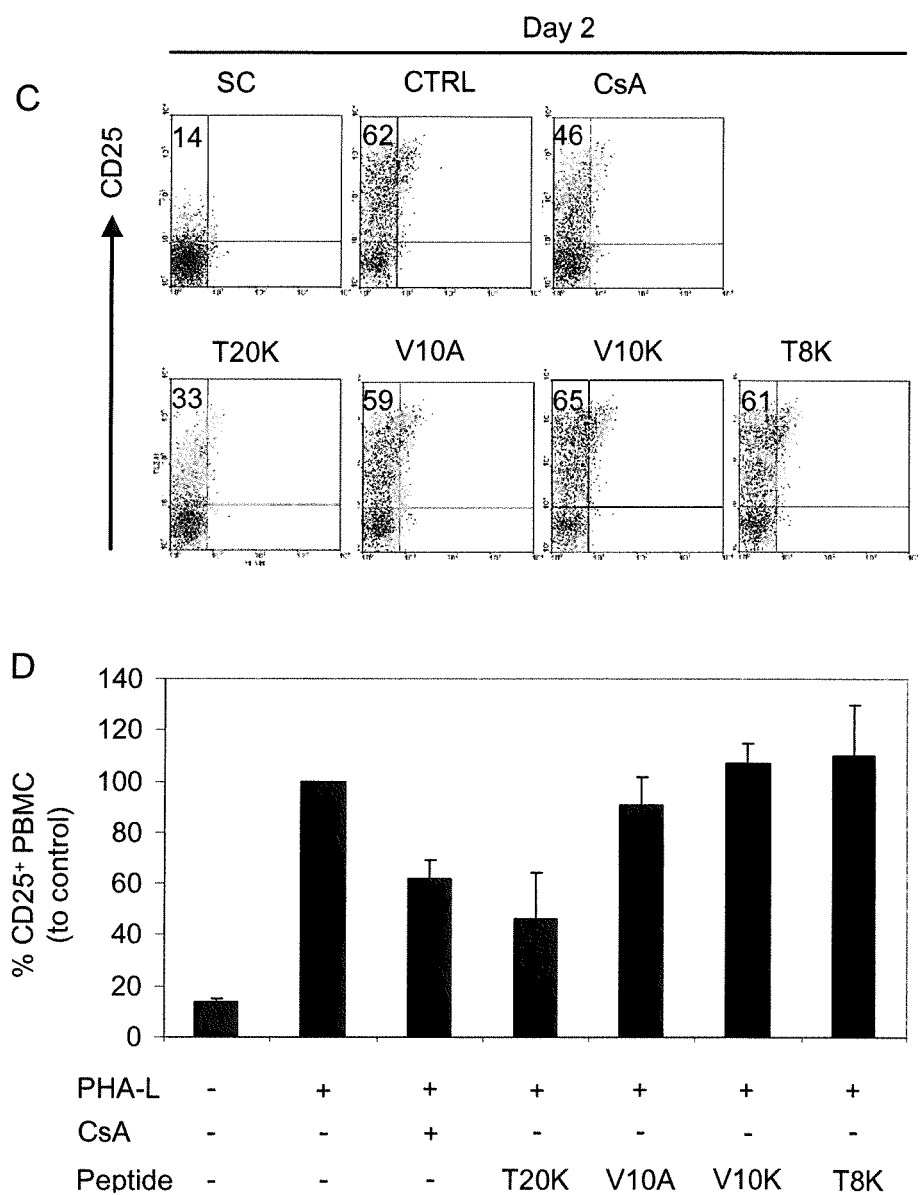 Day 2
C
SC CTRL CsA
CD25
14 62 46
T20K V10A V10K T8K
33 59 65 61
D
% CD25⁺ PBMC
(to control)
140
120
100
80
60
40
20
0
PHA-L - + + + + + +
CsA - - + - - - -
Peptide - - - T20K V10A V10K T8K